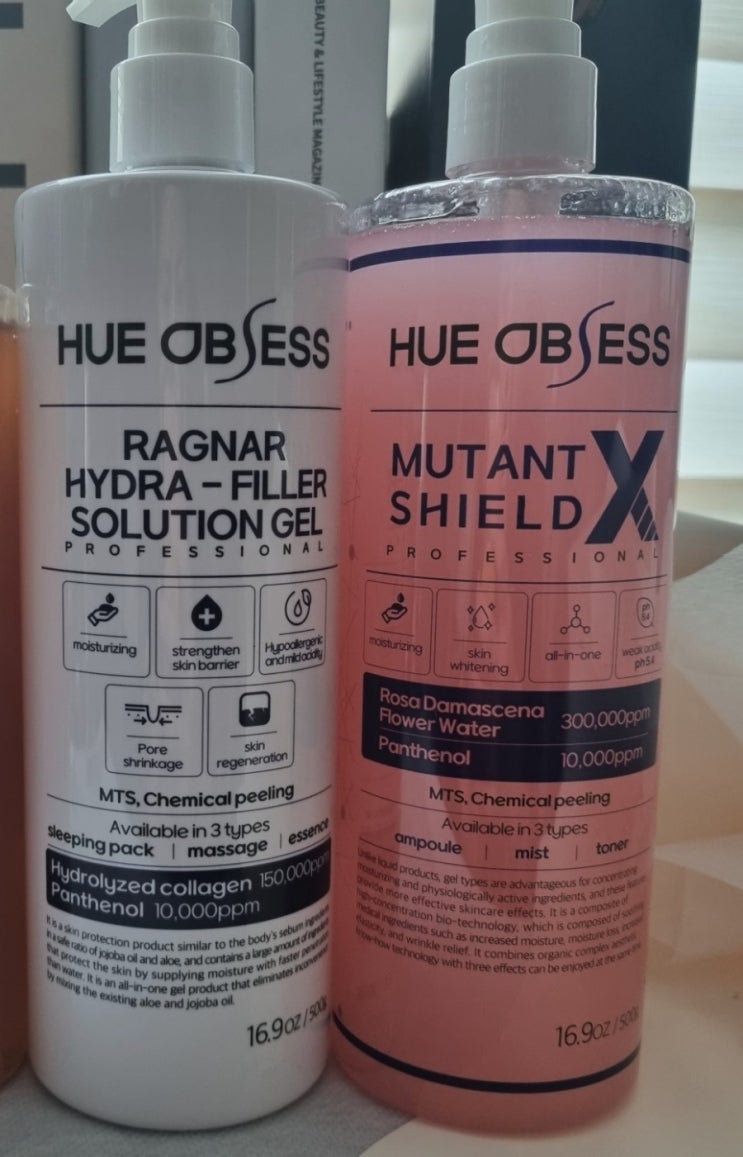 BEAUTY & LIFESTYLE MAGAZIN
HUE OBSESS
RAGNAR
HYDRA – FILLER
SOLUTION GEL
PROFESSIONAL
moisturizing
strengthen
skin barrier
Hypoallergenic
and mild acidity
Pore
shrinkage
skin
regeneration
MTS, Chemical peeling
Available in 3 types
sleeping pack | massage | essence
Hydrolyzed collagen 150,000ppm
Panthenol 10,000ppm
It is a skin protection product similar to the body's sebum
in a safe ratio of jojoba oil and aloe, and contains a large amount of
that protect the skin by supplying moisture with faster
than water. It is an all-in-one gel product that eliminates
by mixing the existing aloe and jojoba oil.
16.9oz / 500g
HUE OBSESS
MUTANT X
SHIELD
PROFESSIONAL
moisturizing
skin
whitening
all-in-one
ph
5.4
weak acidity
ph 5.4
Rosa Damascena
Flower Water 300,000ppm
Panthenol 10,000ppm
MTS, Chemical peeling
Available in 3 types
ampoule | mist | toner
Unlike liquid products, gel types are advantageous for concentrating
moisturizing and physiologically active ingredients, and these
provide more effective skincare effects. It is a composite of
high-concentration bio-technology, which is composed of soothing
medical ingredients such as increased moisture, moisture loss,
elasticity, and wrinkle relief. It combines organic complex
know-how technology with three effects can be enjoyed at the same
16.9oz / 500g